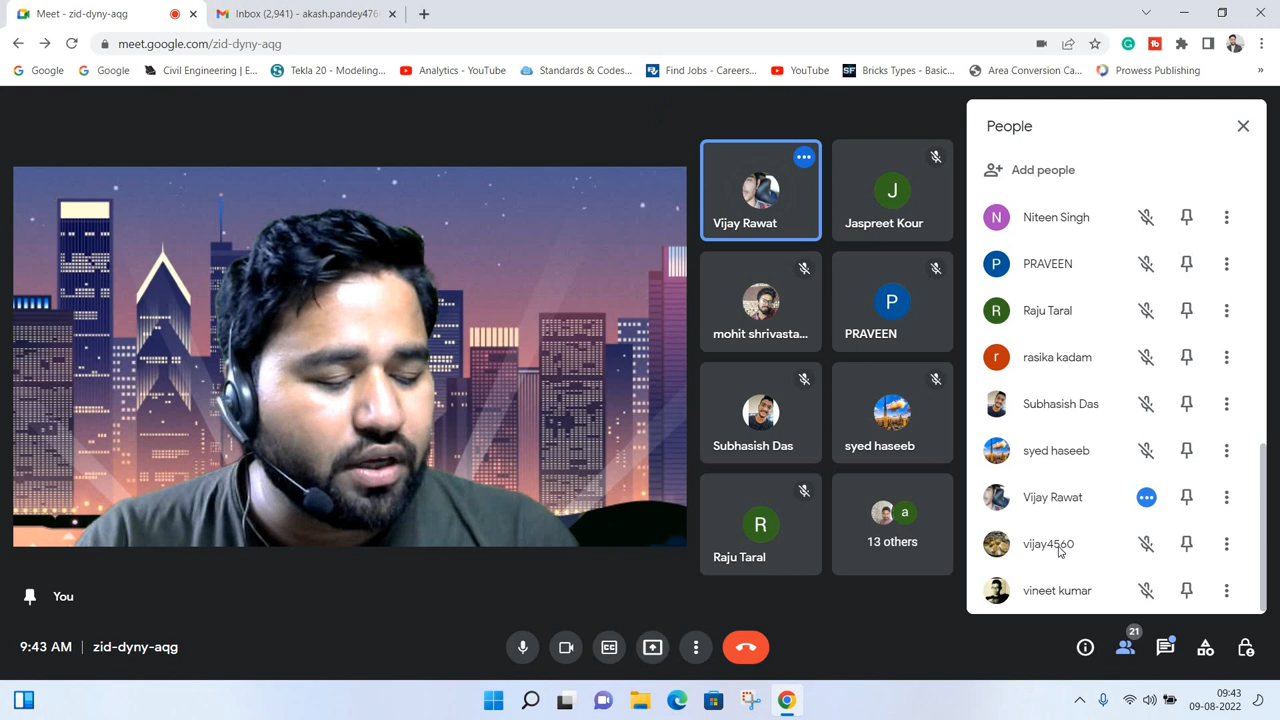 Meet - zid-dyny-aqg
Inbox (2,941) - akash.pandey476
meet.google.com/zid-dyny-aqg
Google
Google
Civil Engineering | E...
Tekla 20 - Modeling...
Analytics - YouTube
Standards & Codes...
Find Jobs - Careers...
YouTube
SF
Bricks Types - Basic...
Area Conversion Ca...
Prowess Publishing
»
Vijay Rawat
J
Jaspreet Kour
mohit shrivasta...
P
PRAVEEN
Subhasish Das
syed haseeb
R
Raju Taral
a
13 others
People
Add people
N
Niteen Singh
P
PRAVEEN
R
Raju Taral
r
rasika kadam
Subhasish Das
syed haseeb
Vijay Rawat
vijay4560
vineet kumar
You
9:43 AM
zid-dyny-aqg
CC
21
09:43
09-08-2022